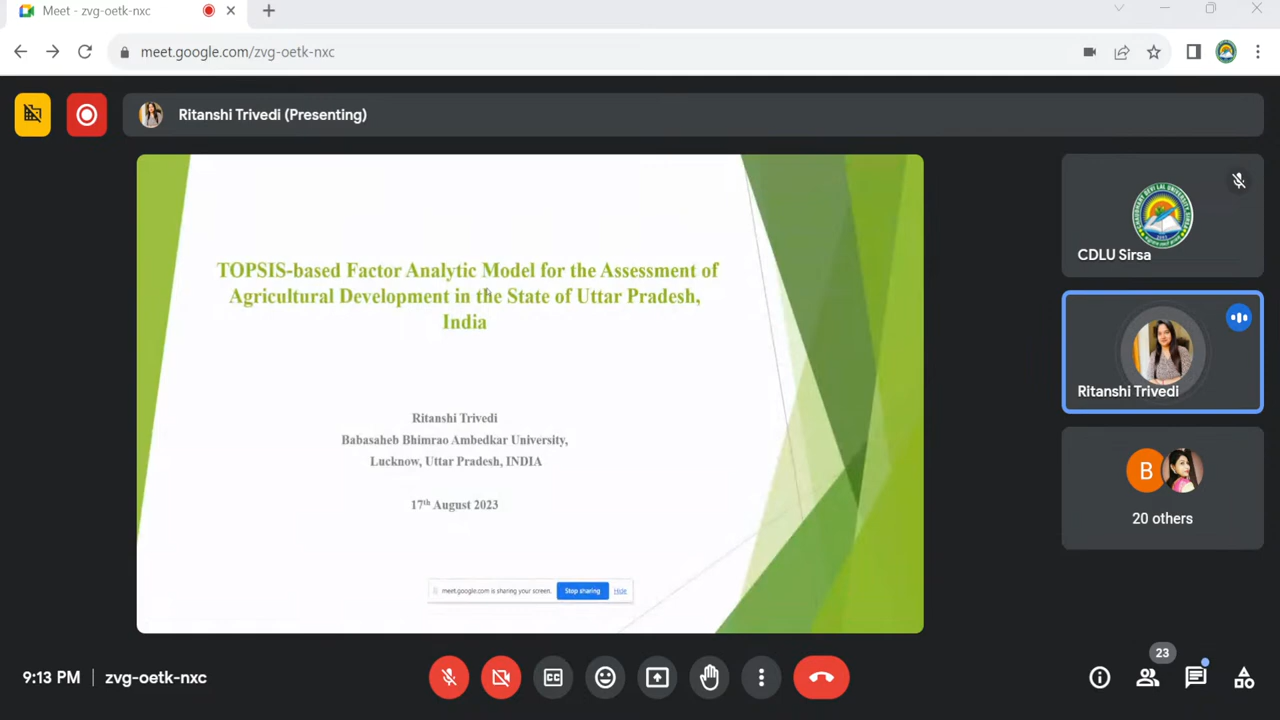 Meet - zvg-oetk-nxc
meet.google.com/zvg-oetk-nxc
Ritanshi Trivedi (Presenting)
TOPSIS-based Factor Analytic Model for the Assessment of
Agricultural Development in the State of Uttar Pradesh,
India
Ritanshi Trivedi
Babasaheb Bhimrao Ambedkar University,
Lucknow, Uttar Pradesh, INDIA
17th August 2023
meet.google.com is sharing your screen.
Stop sharing
Hide
CDLU Sirsa
Ritanshi Trivedi
B
20 others
9:13 PM
zvg-oetk-nxc
CC
23